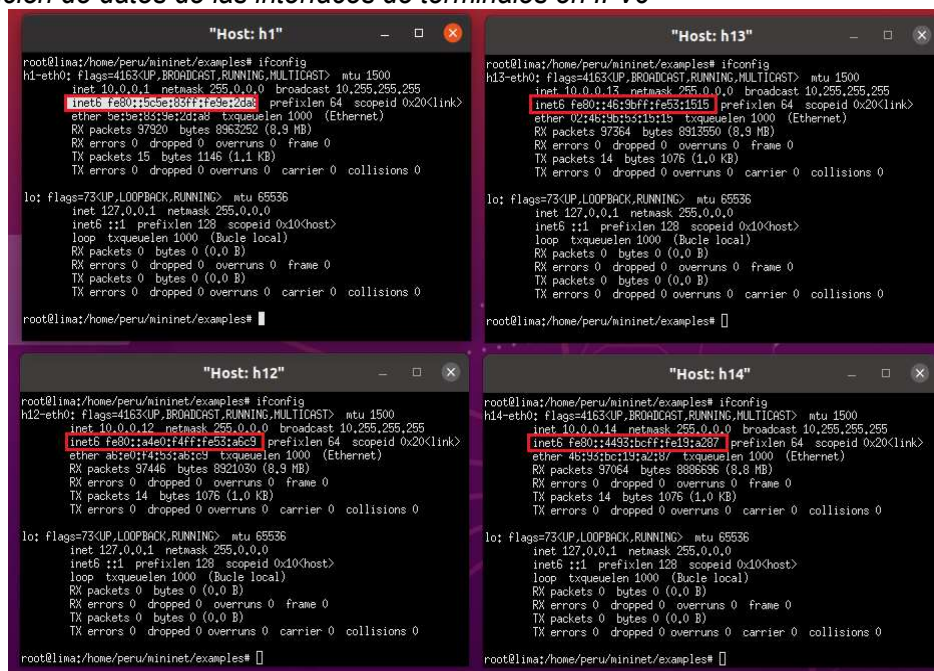 ción de datos de las interfaces de terminales en IPv6
"Host: h1"
root@lima:/home/peru/mininet/examples# ifconfig
h1-eth0: flags=4163<UP,BROADCAST,RUNNING,MULTICAST> mtu 1500
inet 10.0.0.1 netmask 255.0.0.0 broadcast 10.255.255.255
inet6 fe80::5c5e:83ff:fe9e:2da8 prefixlen 64 scopeid 0x20<link>
ether 5e:5e:83:9e:2d:a8 txqueuelen 1000 (Ethernet)
RX packets 97920 bytes 8963252 (8.9 MB)
RX errors 0 dropped 0 overruns 0 frame 0
TX packets 15 bytes 1146 (1.1 KB)
TX errors 0 dropped 0 overruns 0 carrier 0 collisions 0
lo: flags=73<UP,LOOPBACK,RUNNING> mtu 65536
inet 127.0.0.1 netmask 255.0.0.0
inet6 ::1 prefixlen 128 scopeid 0x10<host>
loop txqueuelen 1000 (Bucle local)
RX packets 0 bytes 0 (0.0 B)
RX errors 0 dropped 0 overruns 0 frame 0
TX packets 0 bytes 0 (0.0 B)
TX errors 0 dropped 0 overruns 0 carrier 0 collisions 0
root@lima:/home/peru/mininet/examples#
"Host: h13"
root@lima:/home/peru/mininet/examples# ifconfig
h13-eth0: flags=4163<UP,BROADCAST,RUNNING,MULTICAST> mtu 1500
inet 10.0.0.13 netmask 255.0.0.0 broadcast 10.255.255.255
inet6 fe80::46:9bff:fe53:1515 prefixlen 64 scopeid 0x20<link>
ether 02:46:9b:53:15:15 txqueuelen 1000 (Ethernet)
RX packets 97364 bytes 8913550 (8.9 MB)
RX errors 0 dropped 0 overruns 0 frame 0
TX packets 14 bytes 1076 (1.0 KB)
TX errors 0 dropped 0 overruns 0 carrier 0 collisions 0
lo: flags=73<UP,LOOPBACK,RUNNING> mtu 65536
inet 127.0.0.1 netmask 255.0.0.0
inet6 ::1 prefixlen 128 scopeid 0x10<host>
loop txqueuelen 1000 (Bucle local)
RX packets 0 bytes 0 (0.0 B)
RX errors 0 dropped 0 overruns 0 frame 0
TX packets 0 bytes 0 (0.0 B)
TX errors 0 dropped 0 overruns 0 carrier 0 collisions 0
root@lima:/home/peru/mininet/examples#
"Host: h12"
root@lima:/home/peru/mininet/examples# ifconfig
h12-eth0: flags=4163<UP,BROADCAST,RUNNING,MULTICAST> mtu 1500
inet 10.0.0.12 netmask 255.0.0.0 broadcast 10.255.255.255
inet6 fe80::a4e0:f4ff:fe53:a6c9 prefixlen 64 scopeid 0x20<link>
ether a6:e0:f4:53:a6:c9 txqueuelen 1000 (Ethernet)
RX packets 97446 bytes 8921030 (8.9 MB)
RX errors 0 dropped 0 overruns 0 frame 0
TX packets 14 bytes 1076 (1.0 KB)
TX errors 0 dropped 0 overruns 0 carrier 0 collisions 0
lo: flags=73<UP,LOOPBACK,RUNNING> mtu 65536
inet 127.0.0.1 netmask 255.0.0.0
inet6 ::1 prefixlen 128 scopeid 0x10<host>
loop txqueuelen 1000 (Bucle local)
RX packets 0 bytes 0 (0.0 B)
RX errors 0 dropped 0 overruns 0 frame 0
TX packets 0 bytes 0 (0.0 B)
TX errors 0 dropped 0 overruns 0 carrier 0 collisions 0
root@lima:/home/peru/mininet/examples#
"Host: h14"
root@lima:/home/peru/mininet/examples# ifconfig
h14-eth0: flags=4163<UP,BROADCAST,RUNNING,MULTICAST> mtu 1500
inet 10.0.0.14 netmask 255.0.0.0 broadcast 10.255.255.255
inet6 fe80::4493:bcff:fe19:a287 prefixlen 64 scopeid 0x20<link>
ether 46:93:bc:19:a2:87 txqueuelen 1000 (Ethernet)
RX packets 97064 bytes 8886696 (8.8 MB)
RX errors 0 dropped 0 overruns 0 frame 0
TX packets 14 bytes 1076 (1.0 KB)
TX errors 0 dropped 0 overruns 0 carrier 0 collisions 0
lo: flags=73<UP,LOOPBACK,RUNNING> mtu 65536
inet 127.0.0.1 netmask 255.0.0.0
inet6 ::1 prefixlen 128 scopeid 0x10<host>
loop txqueuelen 1000 (Bucle local)
RX packets 0 bytes 0 (0.0 B)
RX errors 0 dropped 0 overruns 0 frame 0
TX packets 0 bytes 0 (0.0 B)
TX errors 0 dropped 0 overruns 0 carrier 0 collisions 0
root@lima:/home/peru/mininet/examples#